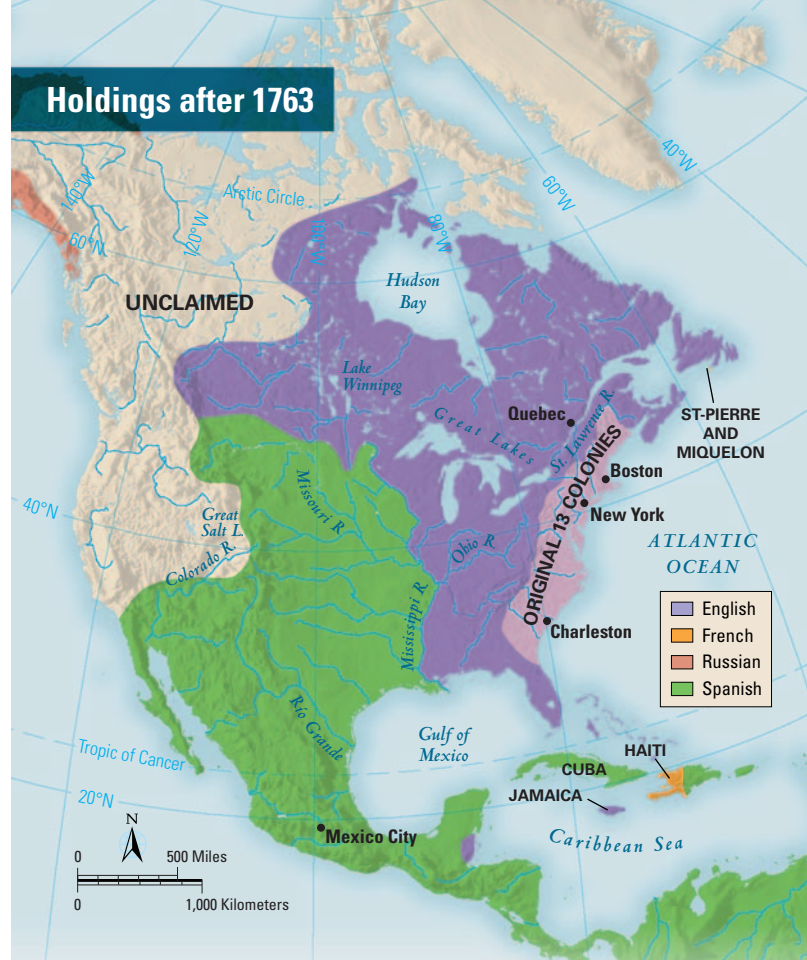 Holdings after 1763
40°W
60°W
Arctic Circle
140°W
120°W
80°W
60°N
UNCLAIMED
Hudson
Bay
Lake
Winnipeg
Great Lakes
Quebec
St. Lawrence R.
ST-PIERRE
AND
MIQUELON
ORIGINAL 13 COLONIES
Boston
New York
Missouri R
40°N
Great
Salt L.
Colorado R.
Ohio R
ATLANTIC
OCEAN
English
French
Russian
Spanish
Mississippi R.
Charleston
Río Grande
Gulf of
Mexico
Tropic of Cancer
HAITI
CUBA
JAMAICA
20°N
Mexico City
Caribbean Sea
N
0
500 Miles
0
1,000 Kilometers